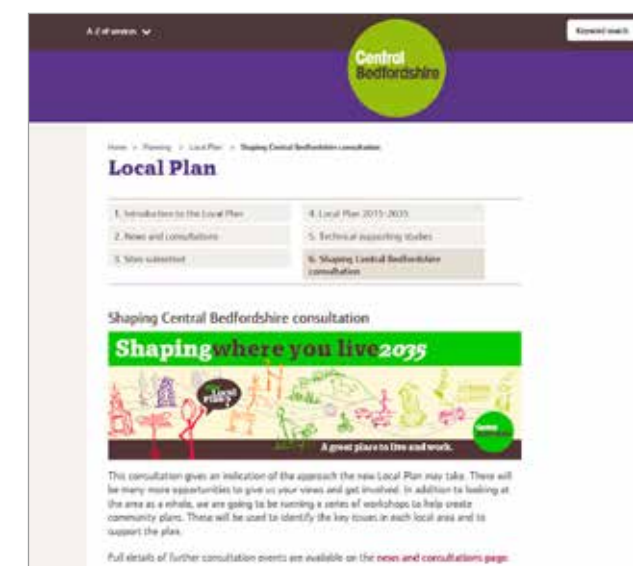 A-Z of services
Keyword search
Central
Bedfordshire
Home > Planning > Local Plan > Shaping Central Bedfordshire consultation
Local Plan
1. Introduction to the Local Plan
4. Local Plan 2015-2035
2. News and consultations
5. Technical supporting studies
3. Sites submitted
6. Shaping Central Bedfordshire
consultation
Shaping Central Bedfordshire consultation
Shapingwhere you live2035
Local
Plan?
A great place to live and work.
This consultation gives an indication of the approach the new Local Plan may take. There will
be many more opportunities to give us your views and get involved. In addition to looking at
the area as a whole, we are going to be running a series of workshops to help create
community plans. These will be used to identify the key issues in each local area and to
support the plan.
Full details of further consultation events are available on the news and consultations page